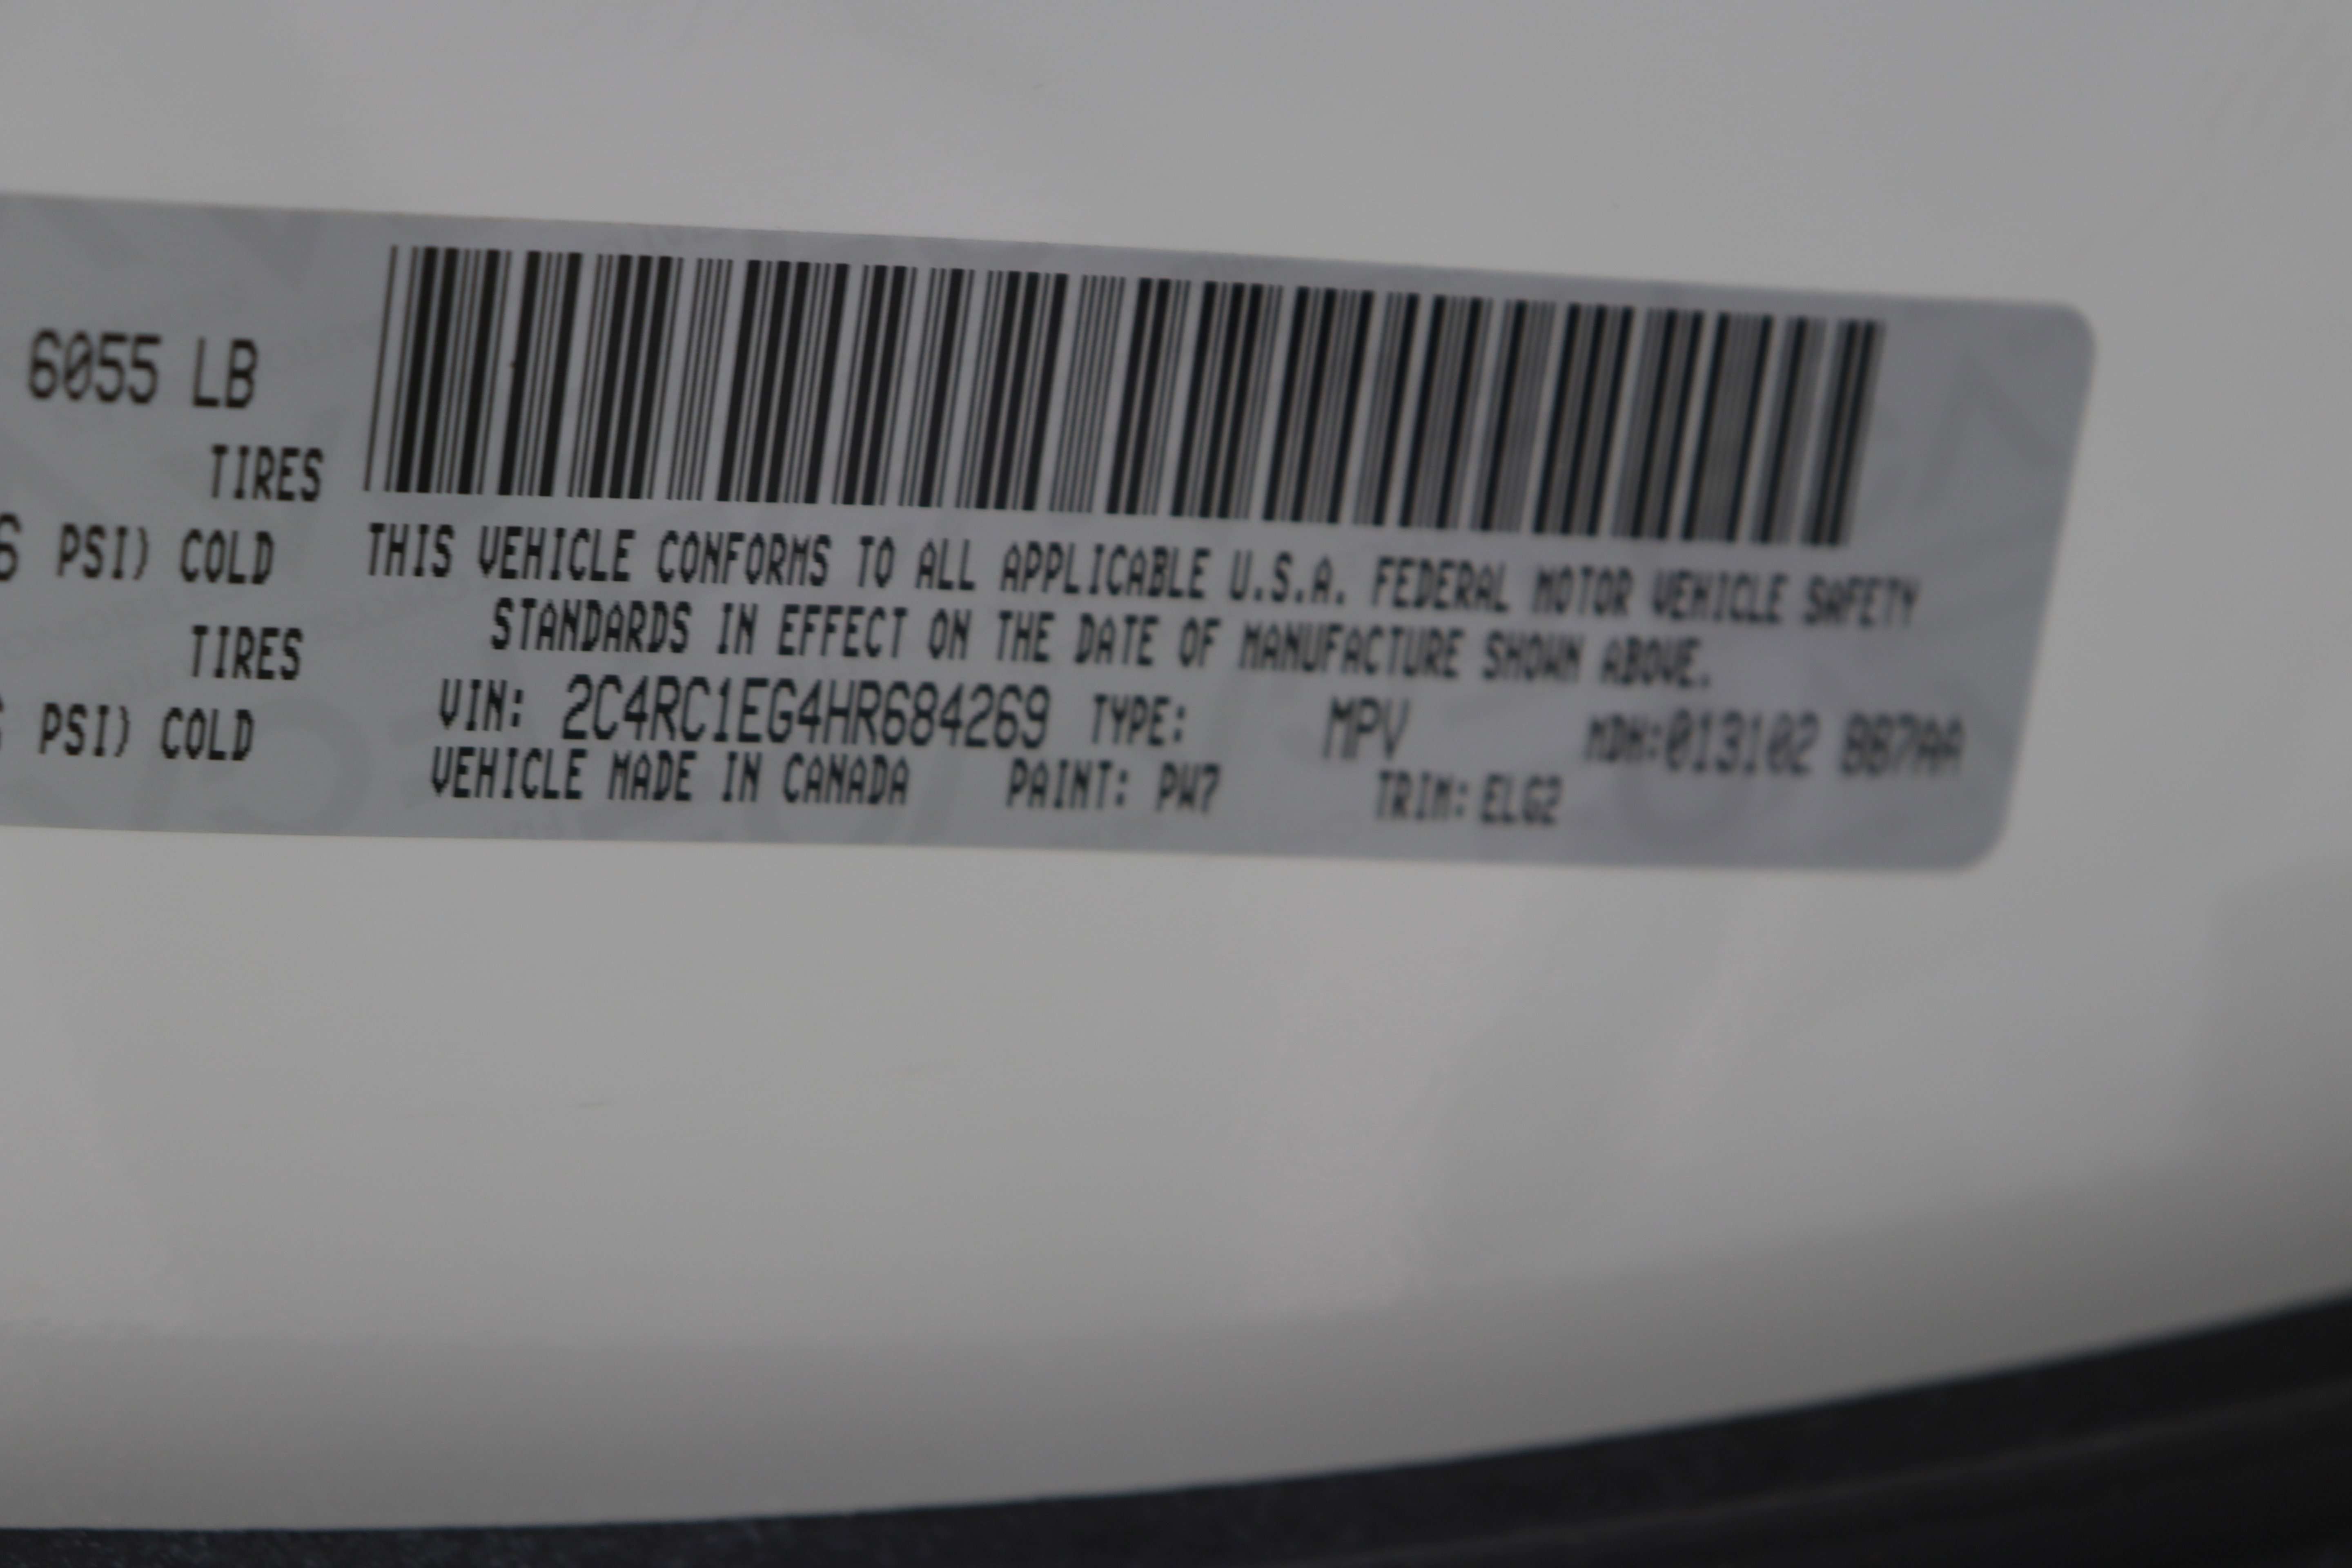 6055 LB
TIRES
PSI) COLD
TIRES
PSI) COLD
THIS VEHICLE CONFORMS TO ALL APPLICABLE U.S.A. FEDERAL MOTOR VEHICLE SAFETY
STANDARDS IN EFFECT ON THE DATE OF MANUFACTURE SHOWN ABOVE.
VIN: 2C4RC1EG4HR684269 TYPE: MPV MDH:013102 BB7AA
VEHICLE MADE IN CANADA PAINT: PW7 TRIM: ELG2